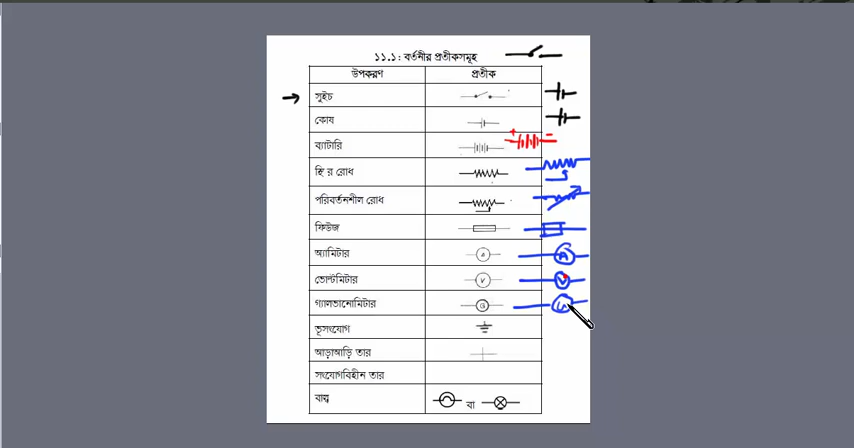 ১১.১: বর্তনীর প্রতীকসমূহ
উপকরণ প্রতীক
সুইচ
কোষ
ব্যাটারি
স্থির রোধ
পরিবর্তনশীল রোধ
ফিউজ
অ্যামিটার A A
ভোল্টমিটার V V
গ্যালভানোমিটার G G
ভূসংযোগ
আড়াআড়ি তার
সংযোগবিহীন তার
বাল্ব বা